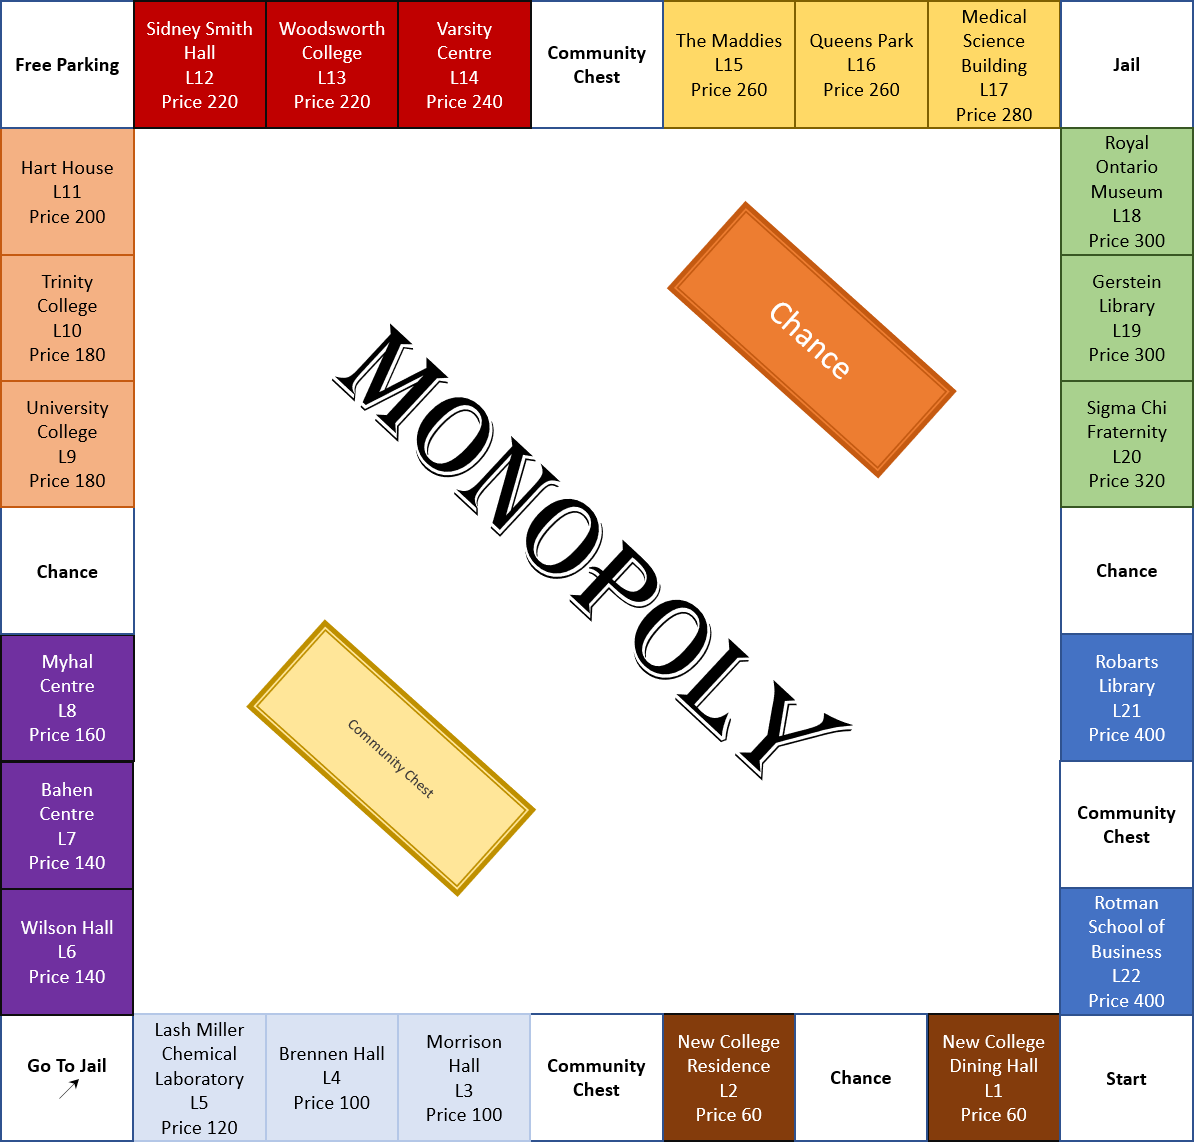 Free Parking
Sidney Smith
Hall
L12
Price 220
Woodsworth
College
L13
Price 220
Varsity
Centre
L14
Price 240
Community
Chest
The Maddies
L15
Price 260
Queens Park
L16
Price 260
Medical
Science
Building
L17
Price 280
Jail
Hart House
L11
Price 200
Trinity
College
L10
Price 180
University
College
L9
Price 180
Chance
Myhal
Centre
L8
Price 160
Bahen
Centre
L7
Price 140
Wilson Hall
L6
Price 140
Chance
MONOPOLY
Community Chest
Royal
Ontario
Museum
L18
Price 300
Gerstein
Library
L19
Price 300
Sigma Chi
Fraternity
L20
Price 320
Chance
Robarts
Library
L21
Price 400
Community
Chest
Rotman
School of
Business
L22
Price 400
Go To Jail
Lash Miller
Chemical
Laboratory
L5
Price 120
Brennen Hall
L4
Price 100
Morrison
Hall
L3
Price 100
Community
Chest
New College
Residence
L2
Price 60
Chance
New College
Dining Hall
L1
Price 60
Start